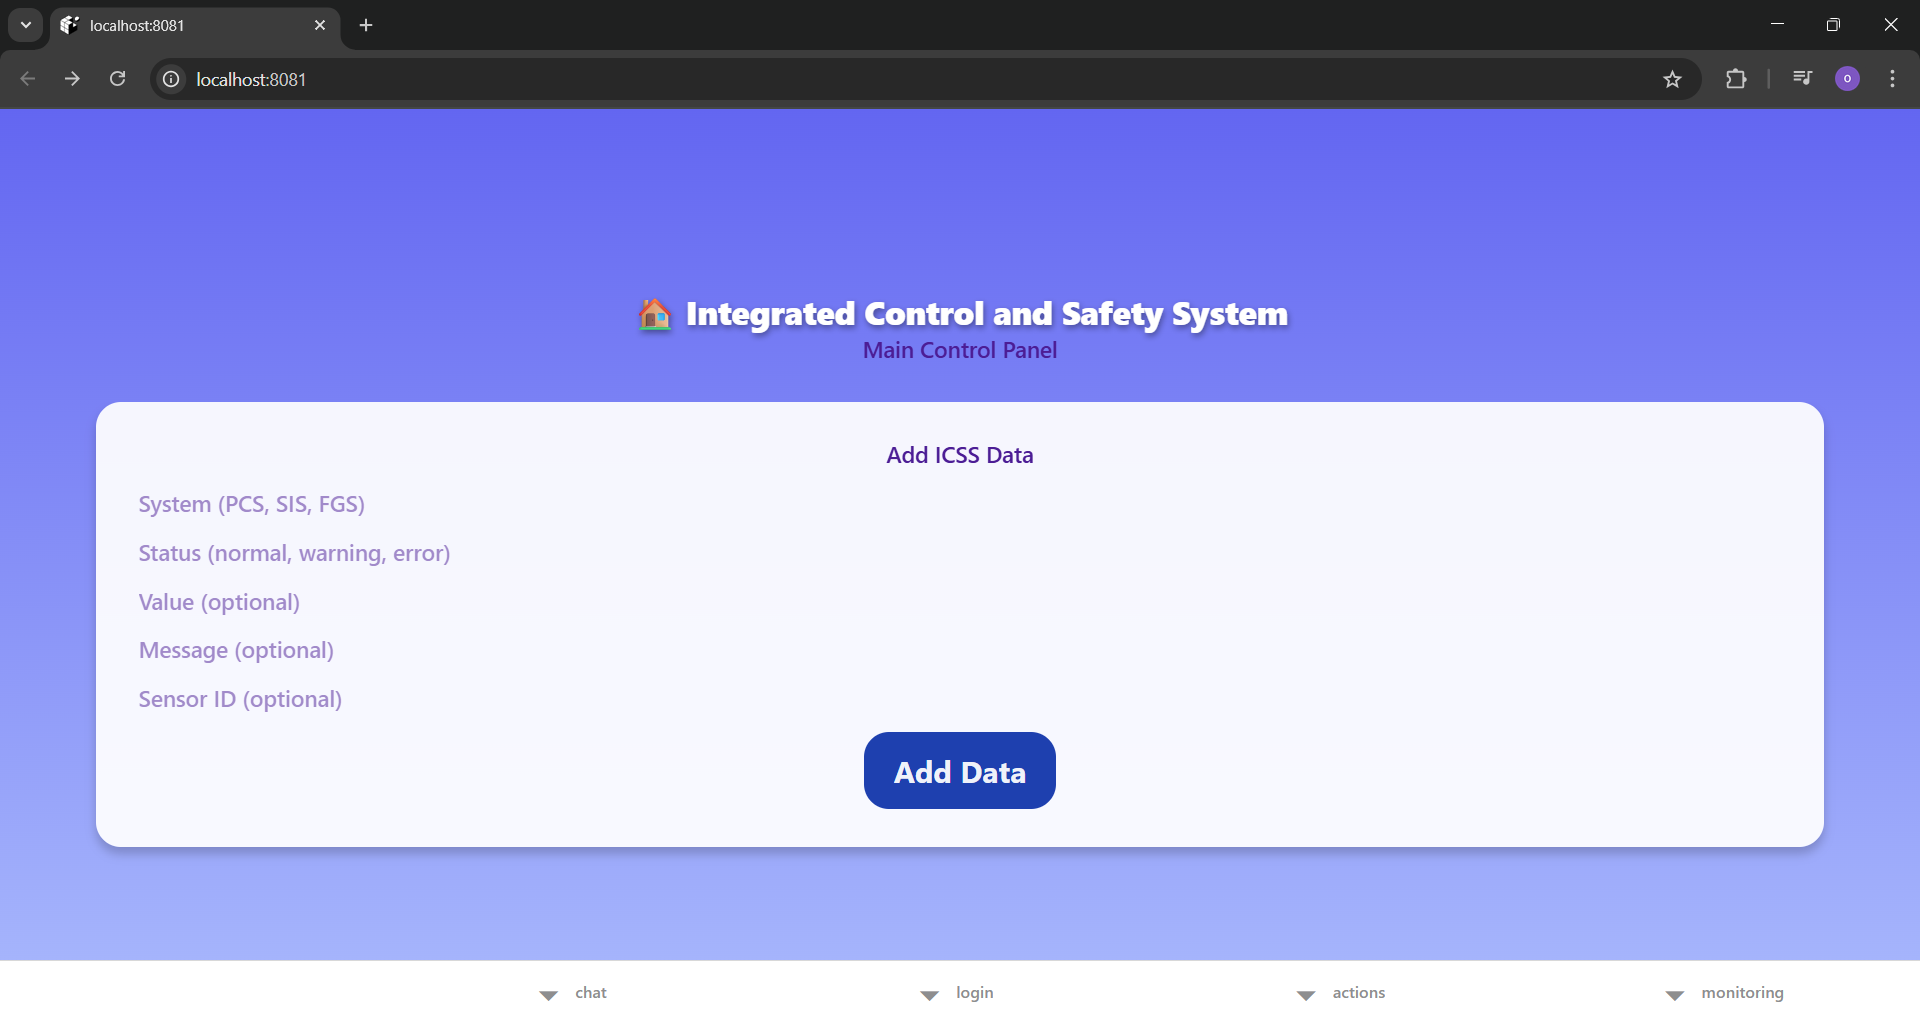 localhost:8081
localhost:8081
o
🏠 Integrated Control and Safety System
Main Control Panel
Add ICSS Data
System (PCS, SIS, FGS)
Status (normal, warning, error)
Value (optional)
Message (optional)
Sensor ID (optional)
Add Data
chat login actions monitoring